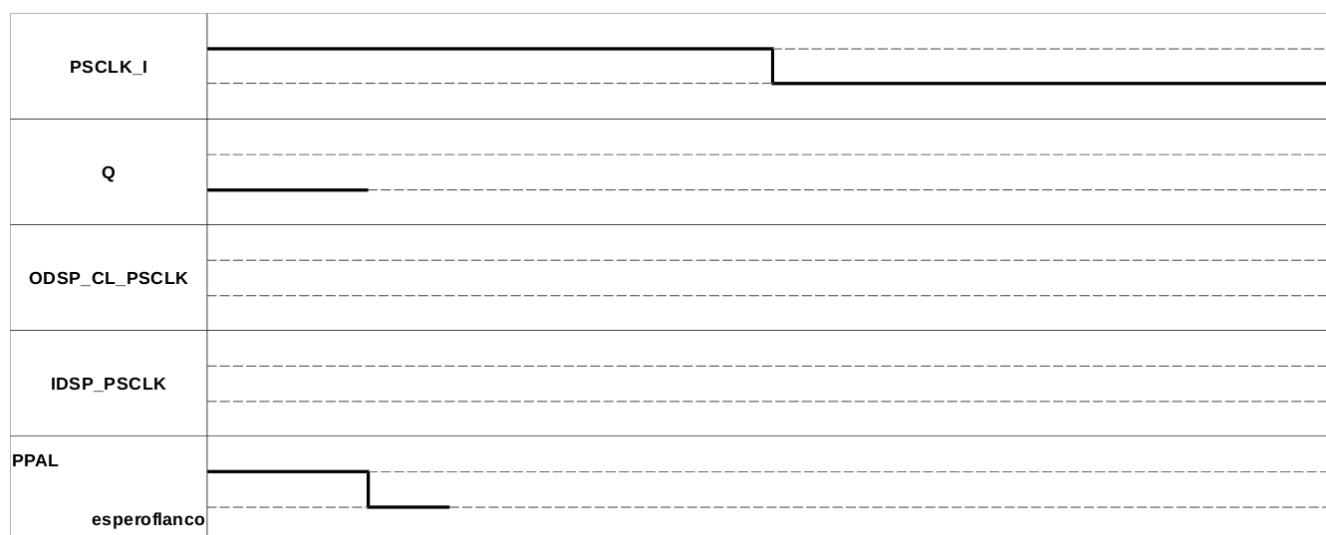 PSCLK_I
Q
ODSP_CL_PSCLK
IDSP_PSCLK
PPAL
esperoflanco